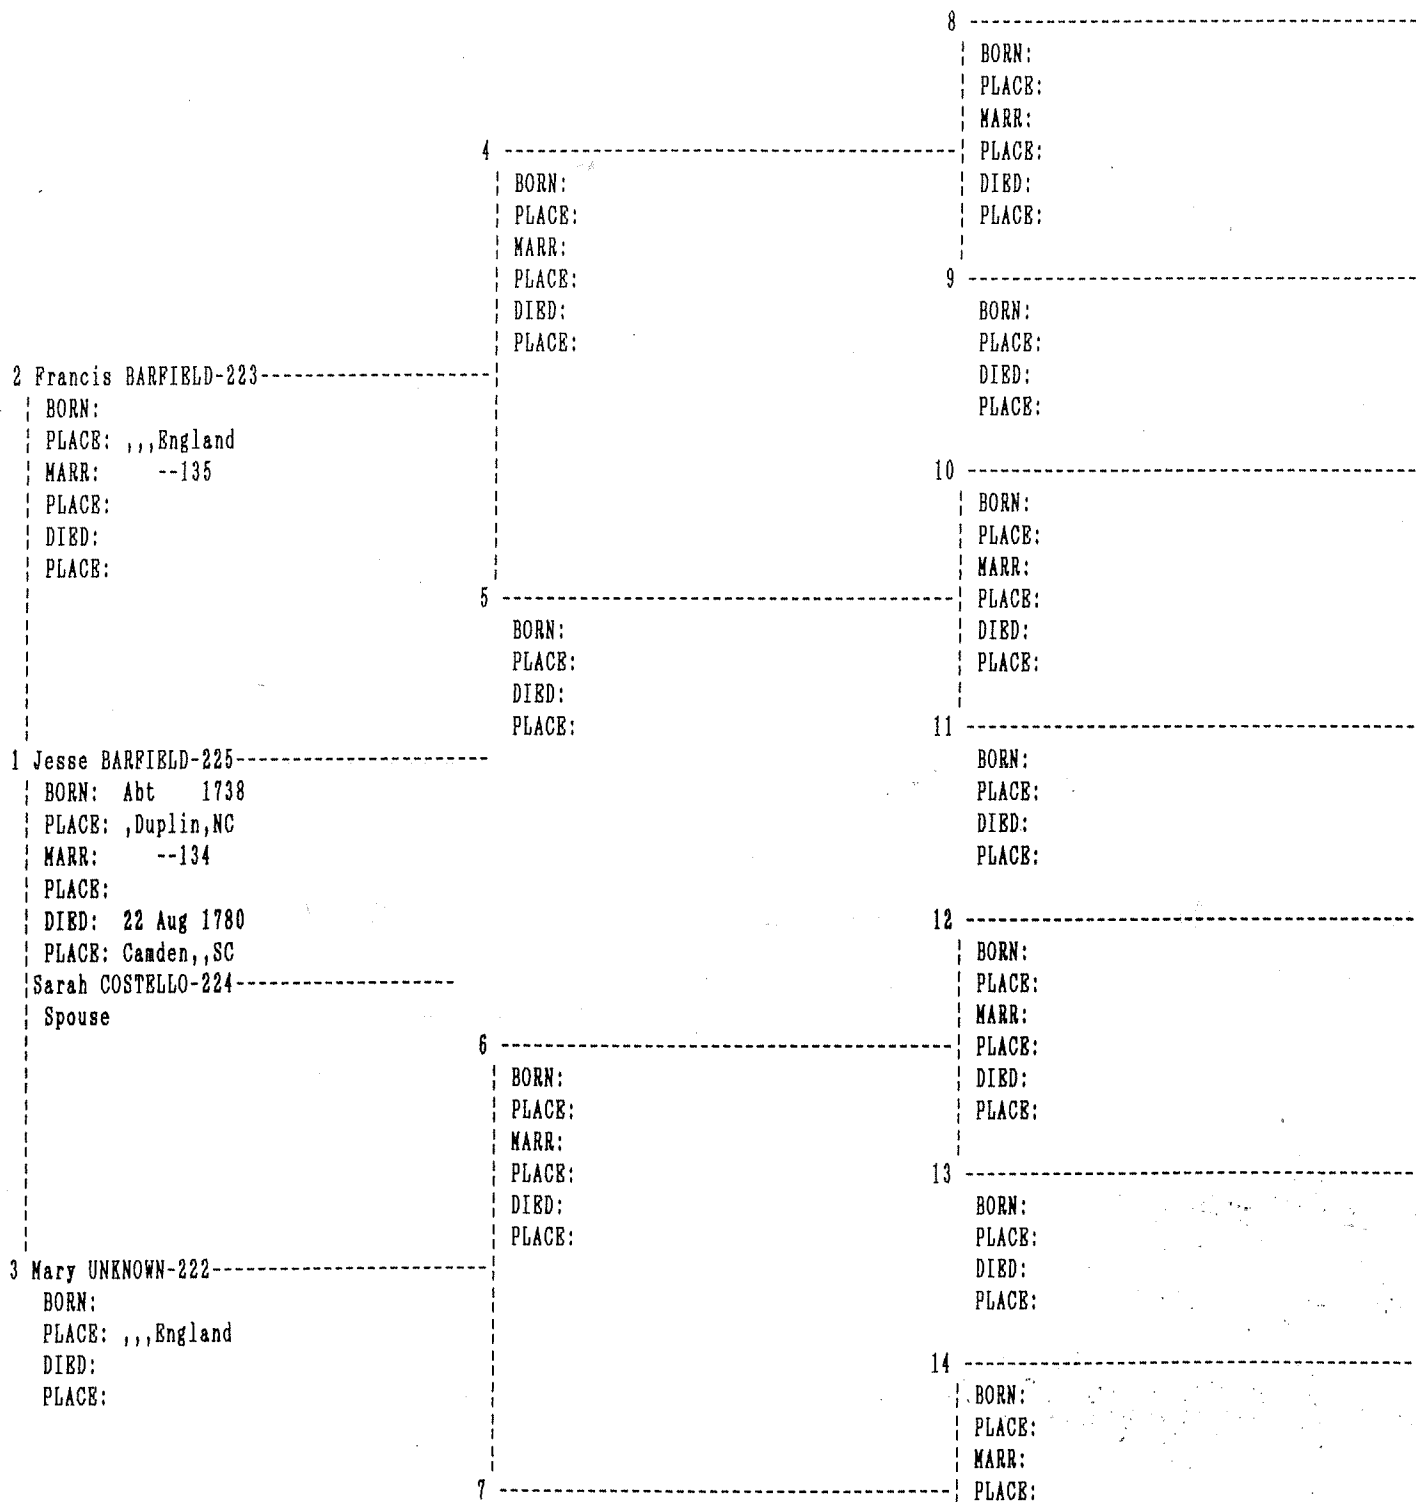 8 ----------------------------------------
BORN:
PLACE:
MARR:
PLACE:
DIED:
PLACE:
4 ----------------------------------------
BORN:
PLACE:
MARR:
PLACE:
DIED:
PLACE:
9 ----------------------------------------
BORN:
PLACE:
DIED:
PLACE:
2 Francis BARFIELD-223--------------------
BORN:
PLACE: ,,,England
MARR: --135
PLACE:
DIED:
PLACE:
10 ----------------------------------------
BORN:
PLACE:
MARR:
PLACE:
DIED:
PLACE:
5 ----------------------------------------
BORN:
PLACE:
DIED:
PLACE:
11 ----------------------------------------
BORN:
PLACE:
DIED:
PLACE:
1 Jesse BARFIELD-225----------------------
BORN: Abt 1738
PLACE: ,Duplin,NC
MARR: --134
PLACE:
DIED: 22 Aug 1780
PLACE: Camden,,SC
Sarah COSTELLO-224-------------------
Spouse
12 ----------------------------------------
BORN:
PLACE:
MARR:
PLACE:
DIED:
PLACE:
6 ----------------------------------------
BORN:
PLACE:
MARR:
PLACE:
DIED:
PLACE:
13 ----------------------------------------
BORN:
PLACE:
DIED:
PLACE:
3 Mary UNKNOWN-222------------------------
BORN:
PLACE: ,,,England
DIED:
PLACE:
14 ----------------------------------------
BORN:
PLACE:
MARR:
PLACE:
7 ----------------------------------------